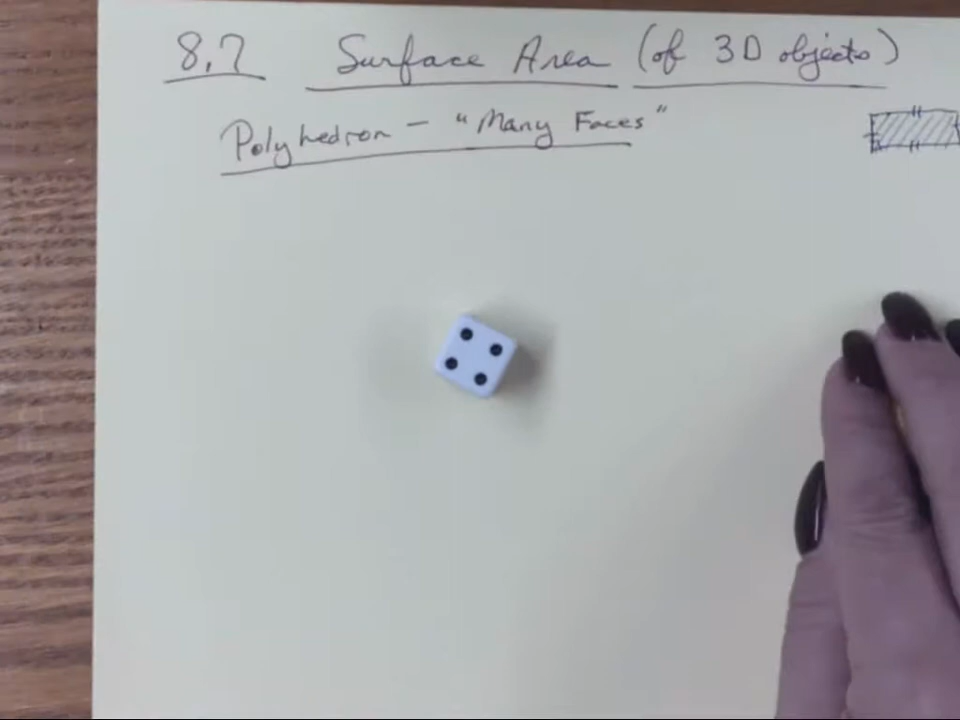 8.7 Surface Area (of 3D objects)
Polyhedron - "Many Faces"